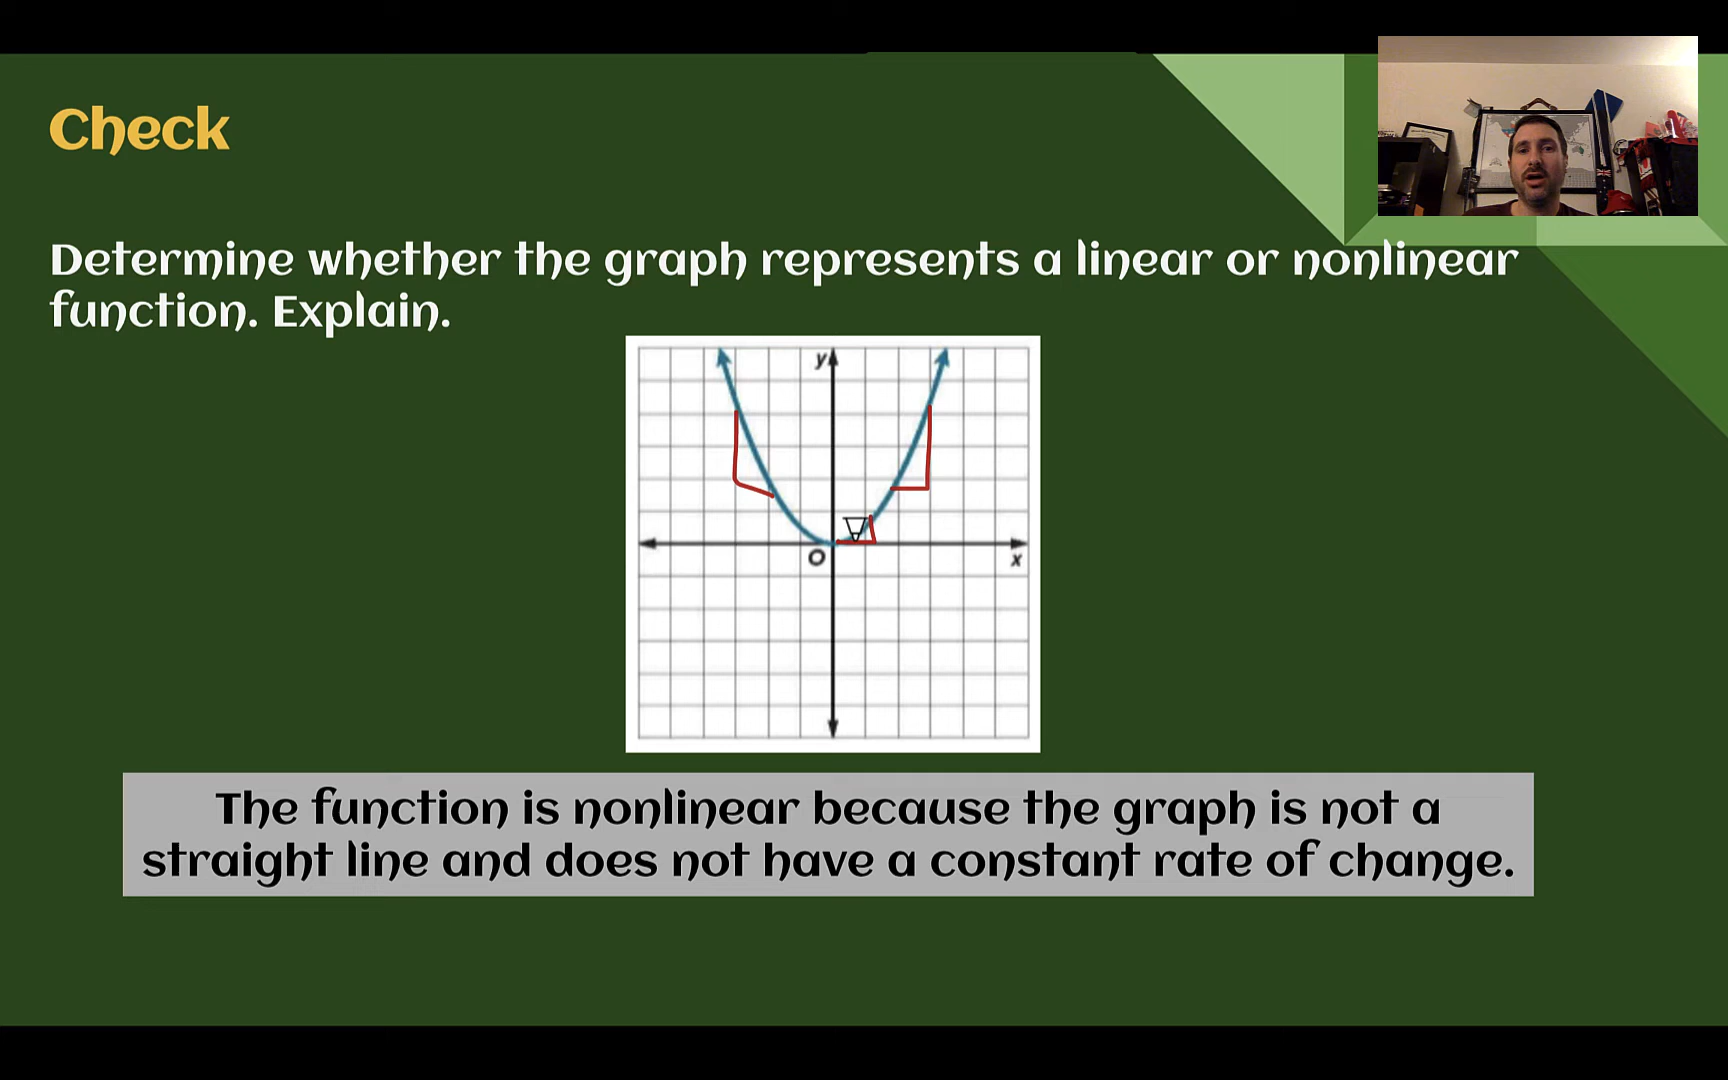 Check
Determine whether the graph represents a linear or nonlinear
function. Explain.
y
O
x
The function is nonlinear because the graph is not a
straight line and does not have a constant rate of change.